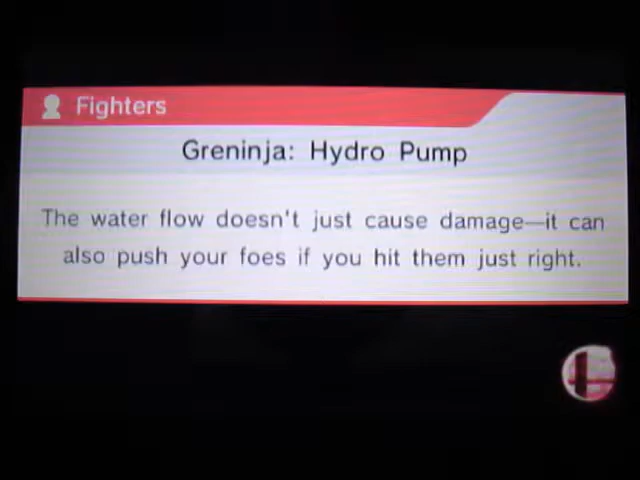 Fighters
Greninja: Hydro Pump
The water flow doesn't just cause damage—it can
also push your foes if you hit them just right.